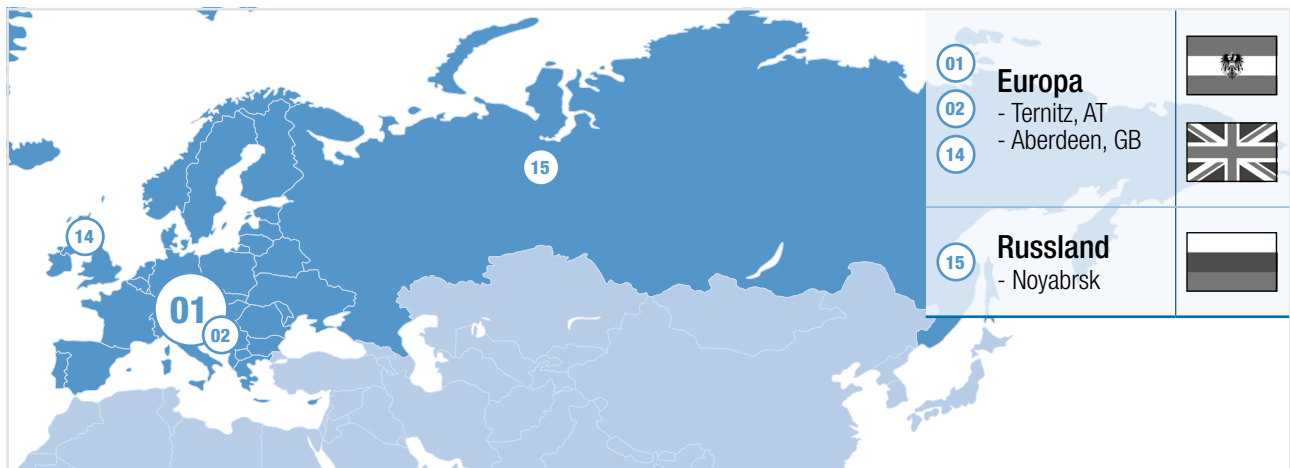 15
14
01
02
01
02
14
Europa
- Ternitz, AT
- Aberdeen, GB
15
Russland
- Noyabrsk